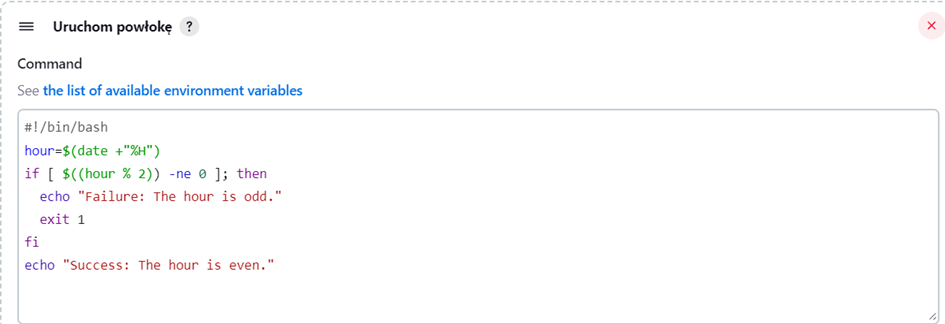 Uruchom powłokę ?
Command
See the list of available environment variables
#!/bin/bash
hour=$(date +"%H")
if [ $((hour % 2)) -ne 0 ]; then
  echo "Failure: The hour is odd."
  exit 1
fi
echo "Success: The hour is even."